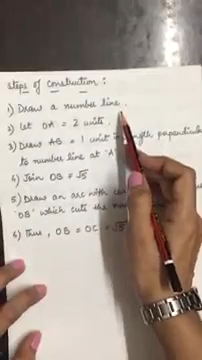 Steps of Construction :
1) Draw a number line.
2) Let OA = 2 units.
3) Draw AB = 1 unit in length perpendicular
to number line at 'A'
4) Join OB = √5
5) Draw an arc with
'OB' which cuts the
6) Thus, OB = OC = √5